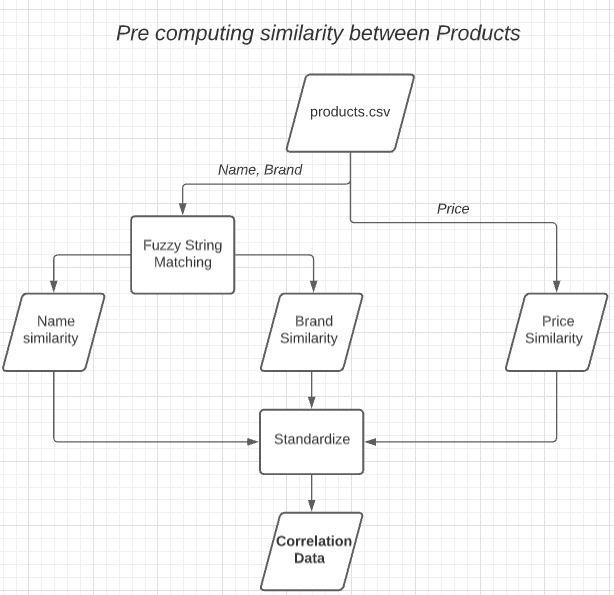 Pre computing similarity between Products
products.csv
Name, Brand
Price
Fuzzy String
Matching
Name
similarity
Brand
Similarity
Price
Similarity
Standardize
Correlation
Data